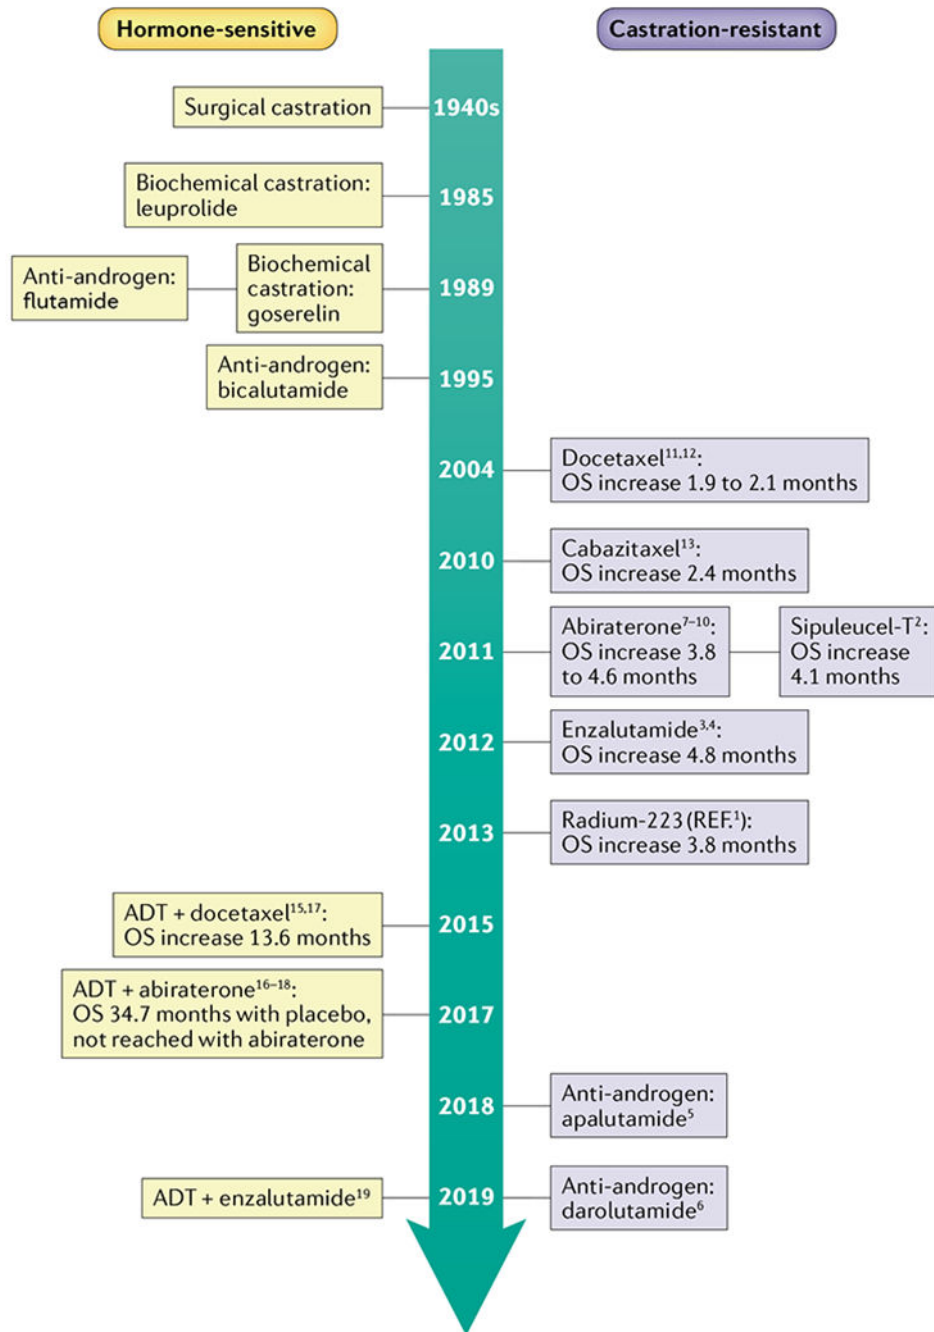 Hormone-sensitive
Castration-resistant
Surgical castration
1940s
Biochemical castration:
leuprolide
1985
Anti-androgen:
flutamide
Biochemical
castration:
goserelin
1989
Anti-androgen:
bicalutamide
1995
2004
Docetaxel11,12:
OS increase 1.9 to 2.1 months
2010
Cabazitaxel13:
OS increase 2.4 months
2011
Abiraterone7–10:
OS increase 3.8
to 4.6 months
Sipuleucel-T2:
OS increase
4.1 months
2012
Enzalutamide3,4:
OS increase 4.8 months
2013
Radium-223 (REF.1):
OS increase 3.8 months
ADT + docetaxel15,17:
OS increase 13.6 months
2015
ADT + abiraterone16–18:
OS 34.7 months with placebo,
not reached with abiraterone
2017
2018
Anti-androgen:
apalutamide5
ADT + enzalutamide19
2019
Anti-androgen:
darolutamide6